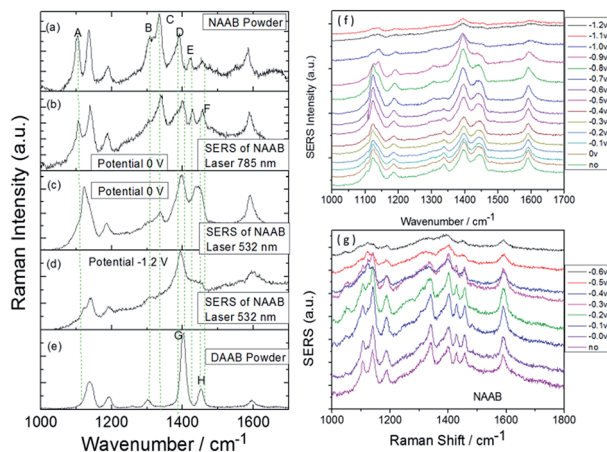 Raman Intensity (a.u.)
(a)
NAAB Powder
A
B
C
D
E
(b)
F
SERS of NAAB
Laser 785 nm
Potential 0 V
(c)
Potential 0 V
SERS of NAAB
Laser 532 nm
(d)
Potential -1.2 V
SERS of NAAB
Laser 532 nm
(e)
DAAB Powder
G
H
1000 1200 1400 1600
Wavenumber / cm-1
SERS Intensity (a.u.)
(f)
-1.2v
-1.1v
-1.0v
-0.9v
-0.8v
-0.7v
-0.6v
-0.5v
-0.4v
-0.3v
-0.2v
-0.1v
0v
no
1000 1100 1200 1300 1400 1500 1600 1700
Wavenumber / cm-1
SERS (a.u.)
(g)
-0.6v
-0.5v
-0.4v
-0.3v
-0.2v
-0.1v
-0.0v
no
NAAB
1000 1200 1400 1600 1800
Raman Shift / cm-1